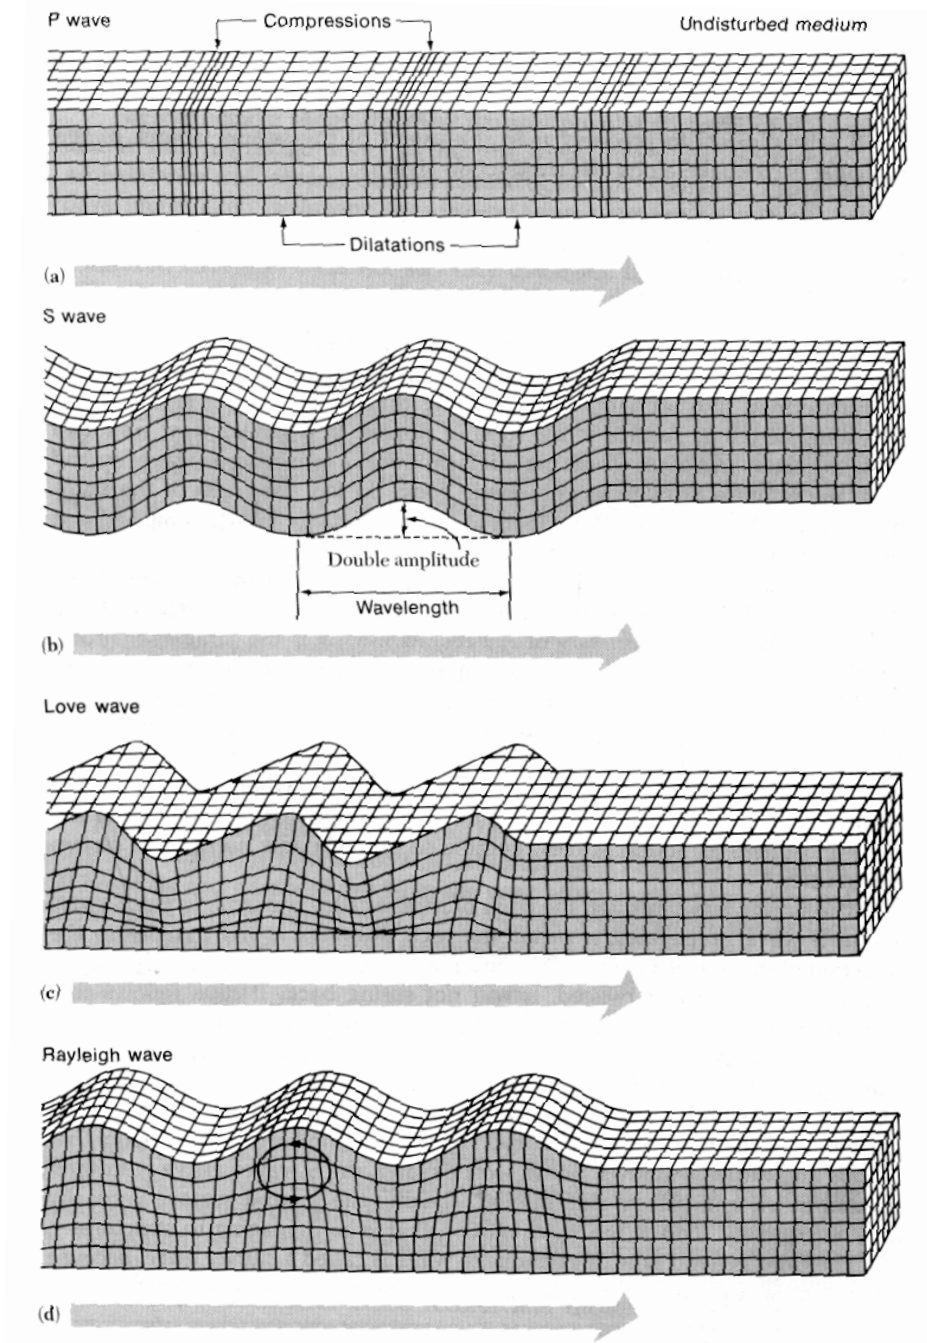 P wave
Compressions
Undisturbed medium
Dilatations
(a)
S wave
Double amplitude
Wavelength
(b)
Love wave
(c)
Rayleigh wave
(d)